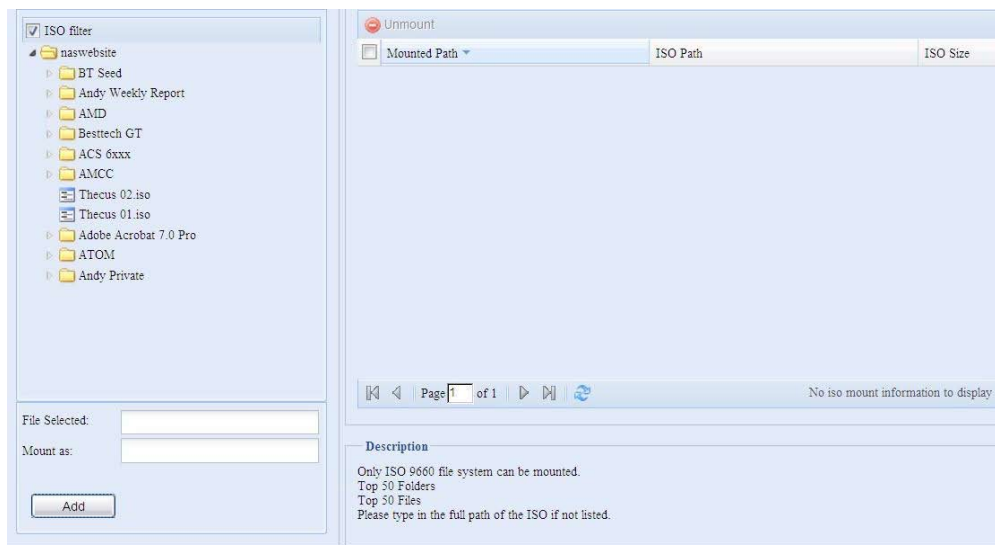 ISO filter
naswebsite
BT Seed
Andy Weekly Report
AMD
Besttech GT
ACS 6xxx
AMCC
Thecus 02.iso
Thecus 01.iso
Adobe Acrobat 7.0 Pro
ATOM
Andy Private
File Selected:
Mount as:
Add
Unmount
Mounted Path ISO Path ISO Size
Page 1 of 1 No iso mount information to display
Description
Only ISO 9660 file system can be mounted.
Top 50 Folders
Top 50 Files
Please type in the full path of the ISO if not listed.